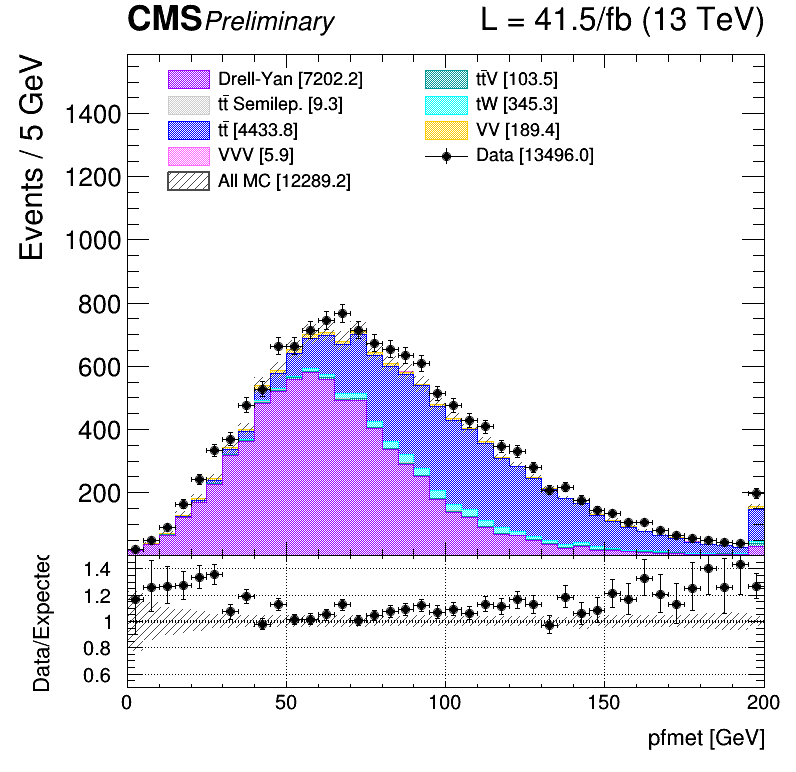 CMS Preliminary L = 41.5/fb (13 TeV)
Events / 5 GeV
Drell-Yan [7202.2]
tt̄ Semilep. [9.3]
tt̄ [4433.8]
VVV [5.9]
All MC [12289.2]
tt̄V [103.5]
tW [345.3]
VV [189.4]
Data [13496.0]
1400
1200
1000
800
600
400
200
Data/Expected
1.4
1.2
1
0.8
0.6
0 50 100 150 200
pfmet [GeV]